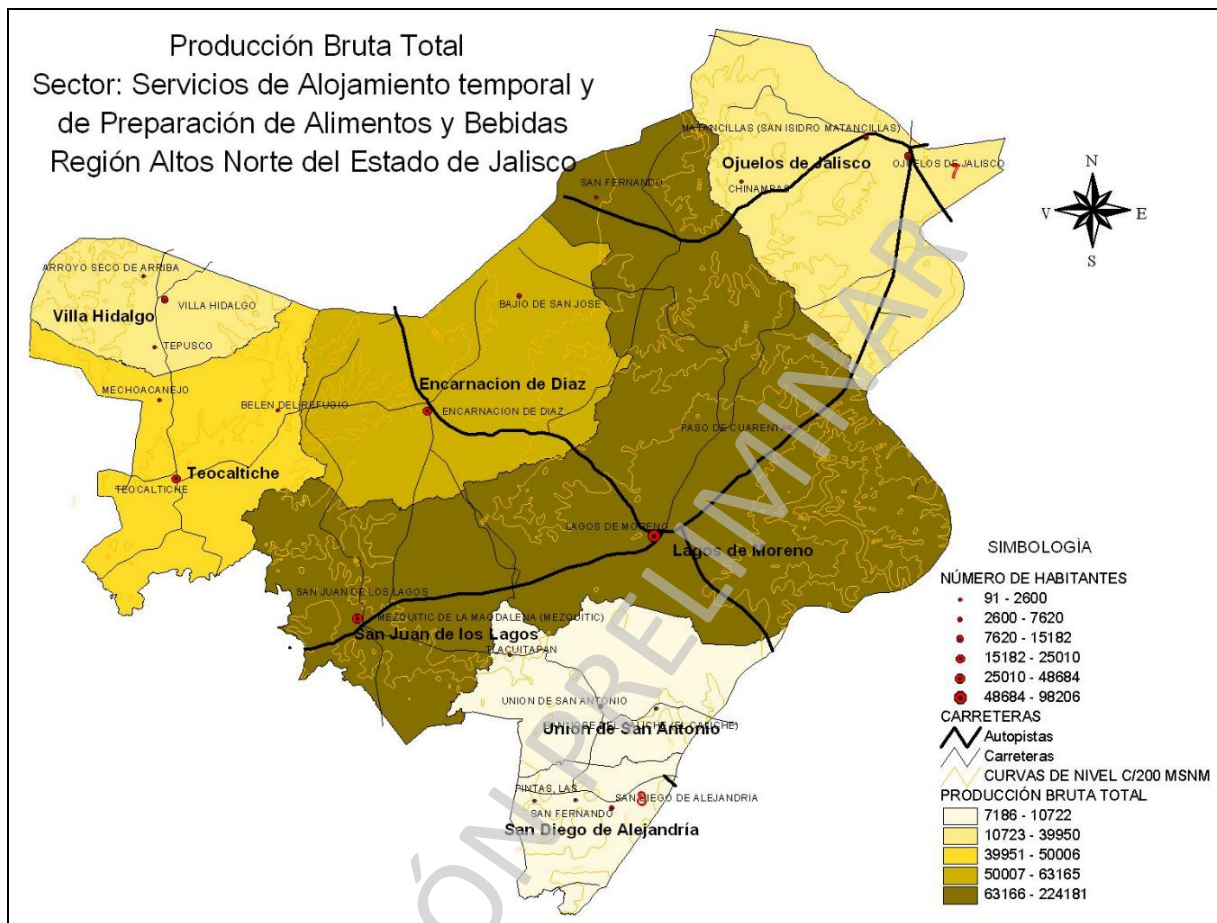 Producción Bruta Total
Sector: Servicios de Alojamiento temporal y
de Preparación de Alimentos y Bebidas
Región Altos Norte del Estado de Jalisco
MATANCILLAS (SAN ISIDRO MATANCILLAS)
Ojuelos de Jalisco
OJUELOS DE JALISCO
7
CHINAMPAS
SAN FERNANDO
N
V E
S
ARROYO SECO DE ARRIBA
VILLA HIDALGO
Villa Hidalgo
TEPUSCO
BAJIO DE SAN JOSE
MECHOACANEJO
Encarnacion de Diaz
BELEN DEL REFUGIO
ENCARNACION DE DIAZ
PASO DE CUARENTA
Teocaltiche
TEOCALTICHE
LAGOS DE MORENO
Lagos de Moreno
SAN JUAN DE LOS LAGOS
MEZQUITIC DE LA MAGDALENA (MEZQUITIC)
San Juan de los Lagos
TLACUITAPAN
UNION DE SAN ANTONIO
Union de San Antonio
PINTAS, LAS
SAN DIEGO DE ALEJANDRIA
8
SAN FERNANDO
San Diego de Alejandría
SIMBOLOGÌA
NÚMERO DE HABITANTES
91 - 2600
2600 - 7620
7620 - 15182
15182 - 25010
25010 - 48684
48684 - 98206
CARRETERAS
Autopistas
Carreteras
CURVAS DE NIVEL C/200 MSNM
PRODUCCIÓN BRUTA TOTAL
7186 - 10722
10723 - 39950
39951 - 50006
50007 - 63165
63166 - 224181
ÓN PRELIMINAR